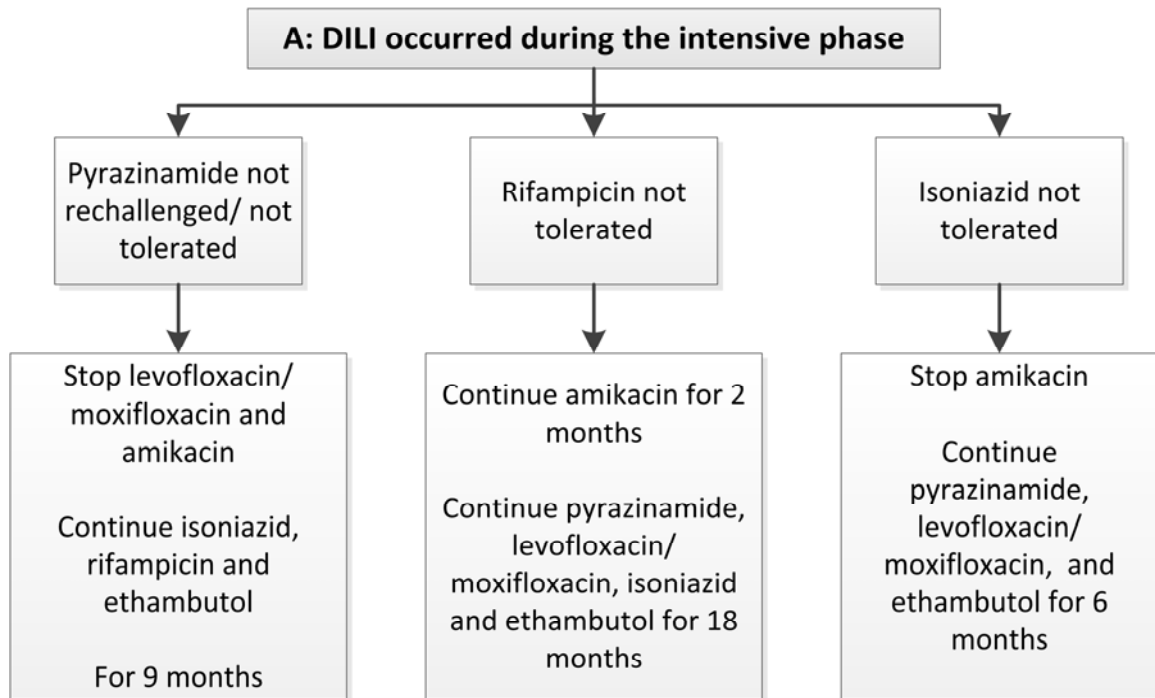 A: DILI occurred during the intensive phase
Pyrazinamide not
rechallenged/ not
tolerated
Rifampicin not
tolerated
Isoniazid not
tolerated
Stop levofloxacin/
moxifloxacin and
amikacin
Continue isoniazid,
rifampicin and
ethambutol
For 9 months
Continue amikacin for 2
months
Continue pyrazinamide,
levofloxacin/
moxifloxacin, isoniazid
and ethambutol for 18
months
Stop amikacin
Continue
pyrazinamide,
levofloxacin/
moxifloxacin, and
ethambutol for 6
months